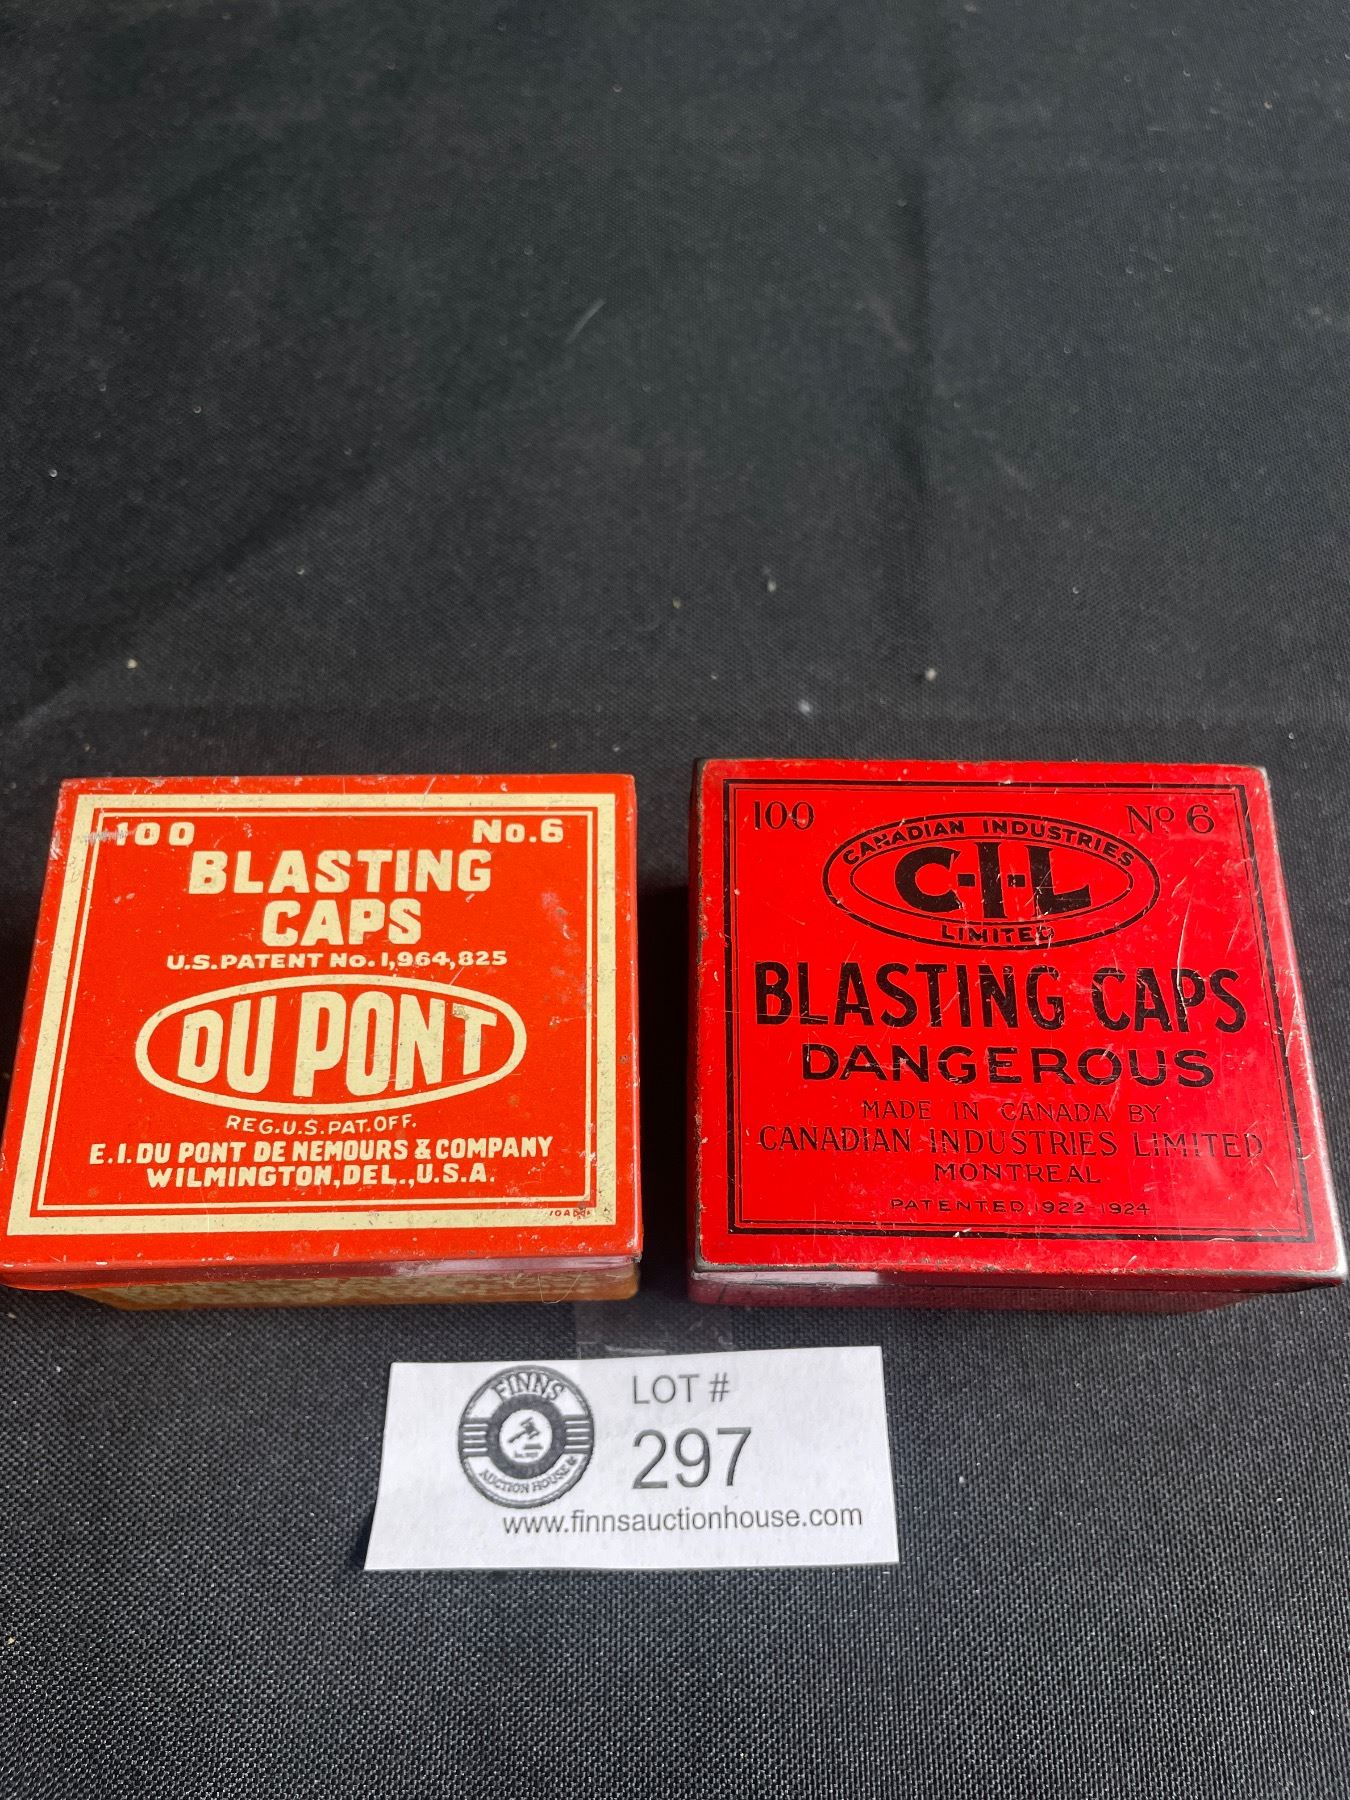 100 No.6
BLASTING
CAPS
U.S.PATENT No.1,964,825
DU PONT
REG.U.S.PAT.OFF.
E.I.DU PONT DE NEMOURS & COMPANY
WILMINGTON,DEL.,U.S.A.
100 No 6
CANADIAN INDUSTRIES
C-I-L
LIMITED
BLASTING CAPS
DANGEROUS
MADE IN CANADA BY
CANADIAN INDUSTRIES LIMITED
MONTREAL
PATENTED 1922-1924
FINNS
AUCTION HOUSE
LOT #
297
www.finnsauctionhouse.com